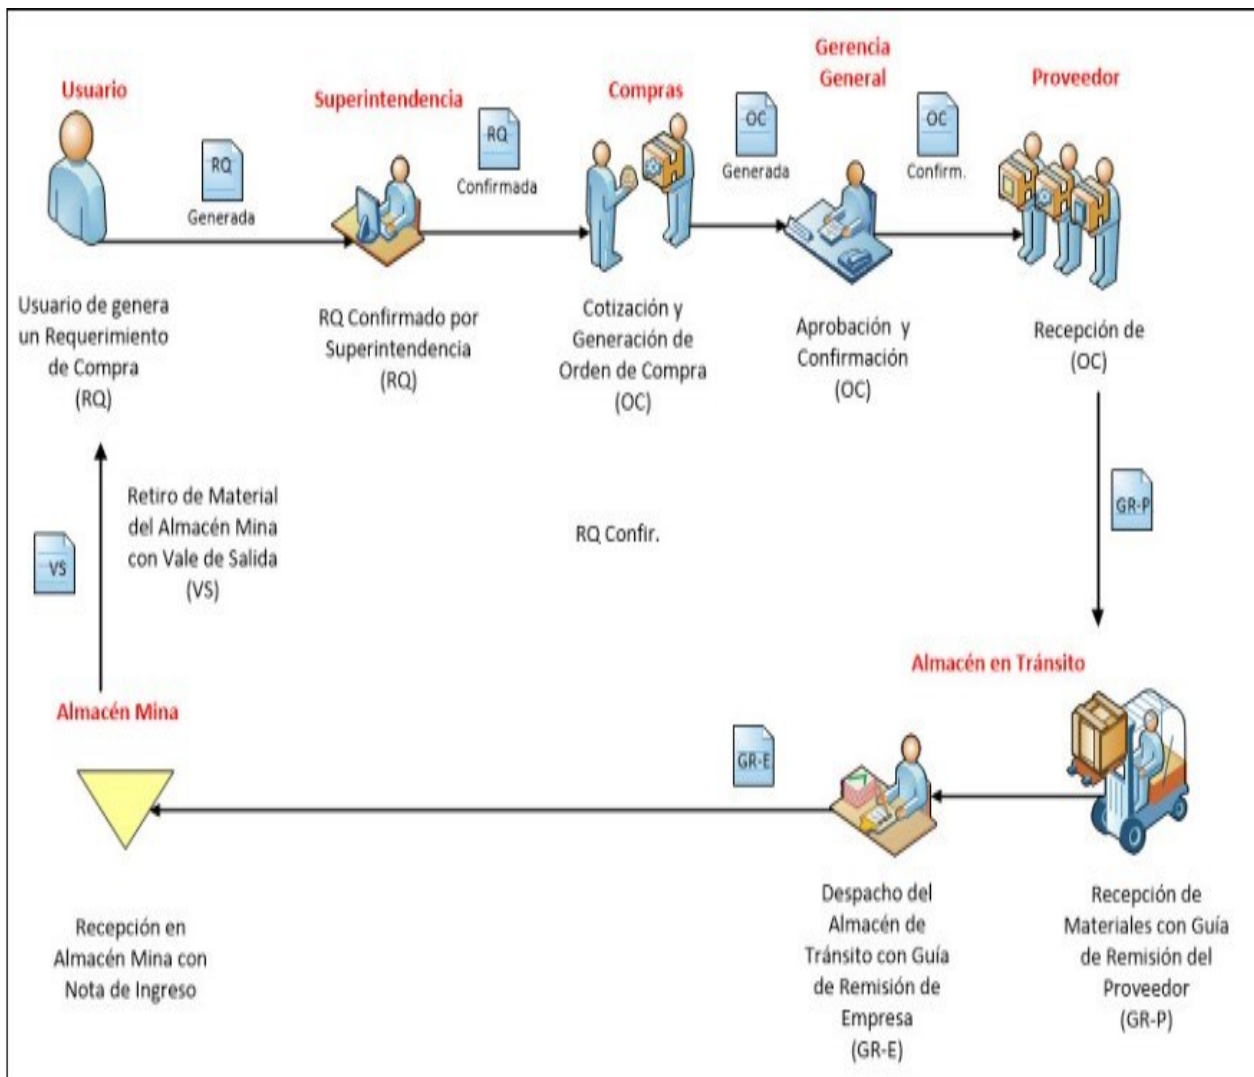 Usuario
RQ
Generada
Usuario de genera
un Requerimiento
de Compra
(RQ)
Superintendencia
RQ
Confirmada
RQ Confirmado por
Superintendencia
(RQ)
Compras
OC
Generada
Cotización y
Generación de
Orden de Compra
(OC)
Gerencia
General
OC
Confirm.
Aprobación y
Confirmación
(OC)
Proveedor
Recepción de
(OC)
GR-P
RQ Confir.
Retiro de Material
del Almacén Mina
con Vale de Salida
(VS)
VS
Almacén en Tránsito
Recepción de
Materiales con Guía
de Remisión del
Proveedor
(GR-P)
Despacho del
Almacén de
Tránsito con Guía
de Remisión de
Empresa
(GR-E)
GR-E
Almacén Mina
Recepción en
Almacén Mina con
Nota de Ingreso